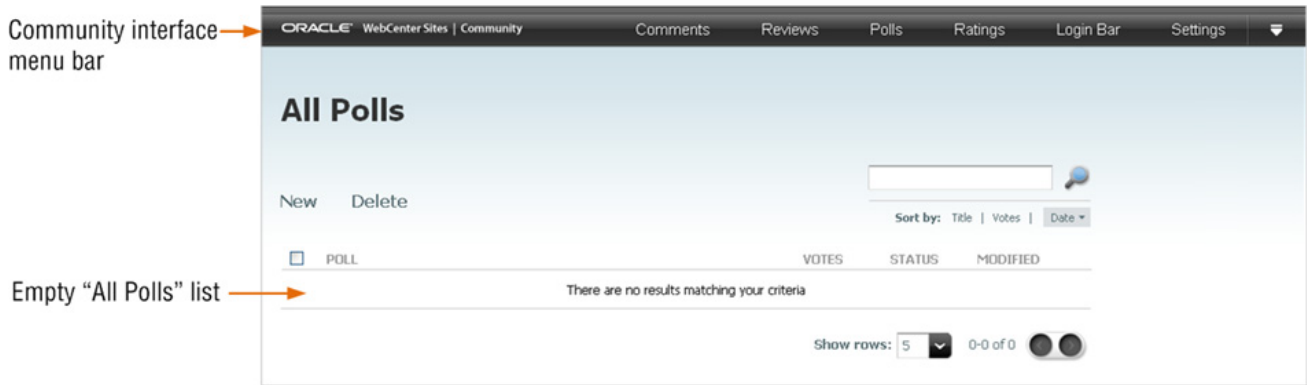 Community interface
menu bar
ORACLE WebCenter Sites | Community Comments Reviews Polls Ratings Login Bar Settings
All Polls
New Delete
Sort by: Title | Votes | Date
POLL VOTES STATUS MODIFIED
Empty “All Polls” list
There are no results matching your criteria
Show rows: 5 0-0 of 0